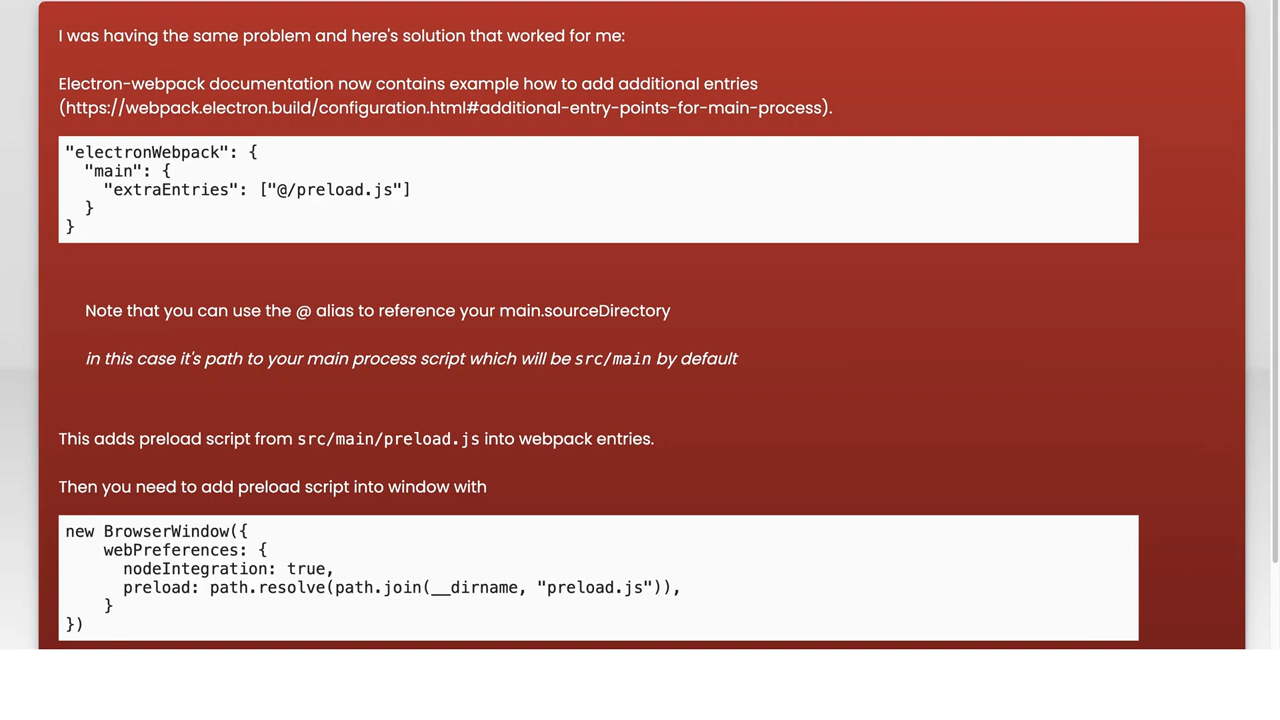 I was having the same problem and here's solution that worked for me:
Electron-webpack documentation now contains example how to add additional entries
(https://webpack.electron.build/configuration.html#additional-entry-points-for-main-process).
"electronWebpack": {
  "main": {
    "extraEntries": ["@/preload.js"]
  }
}
Note that you can use the @ alias to reference your main.sourceDirectory
in this case it's path to your main process script which will be src/main by default
This adds preload script from src/main/preload.js into webpack entries.
Then you need to add preload script into window with
new BrowserWindow({
    webPreferences: {
      nodeIntegration: true,
      preload: path.resolve(path.join(__dirname, "preload.js")),
    }
})